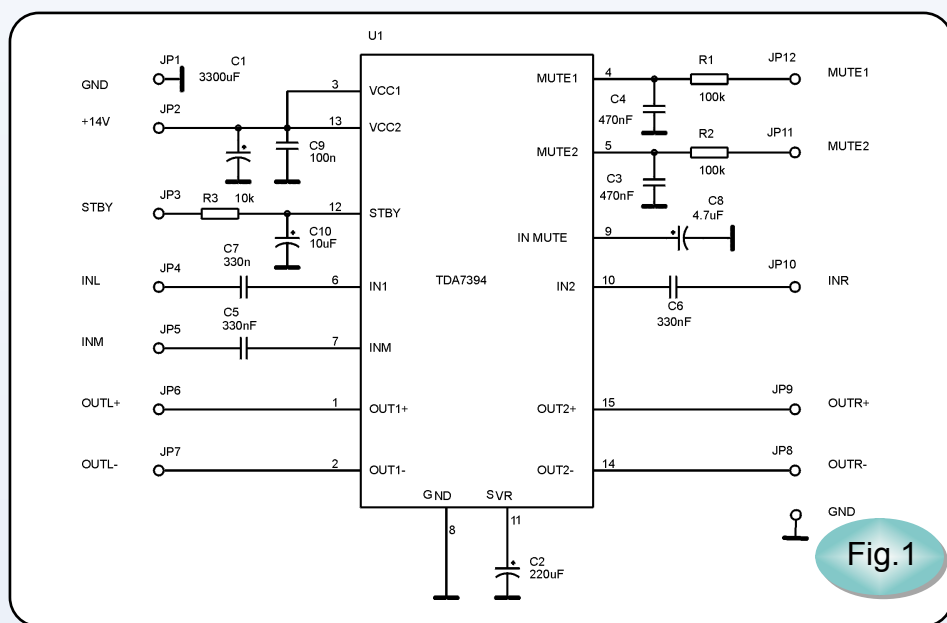 U1
JP1
C1
3300uF
GND
JP2
+14V
3
VCC1
13
VCC2
C9
100n
JP3
R3
10k
STBY
12
STBY
C10
10uF
C7
330n
JP4
INL
6
IN1
C5
330nF
JP5
INM
7
INM
JP6
OUTL+
1
OUT1+
JP7
OUTL-
2
OUT1-
TDA7394
MUTE1
4
R1
100k
JP12
MUTE1
C4
470nF
MUTE2
5
R2
100k
JP11
MUTE2
C3
470nF
C8
4.7uF
IN MUTE
9
IN2
10
C6
330nF
JP10
INR
OUT2+
15
JP9
OUTR+
OUT2-
14
JP8
OUTR-
GND
8
SVR
11
C2
220uF
GND
Fig.1